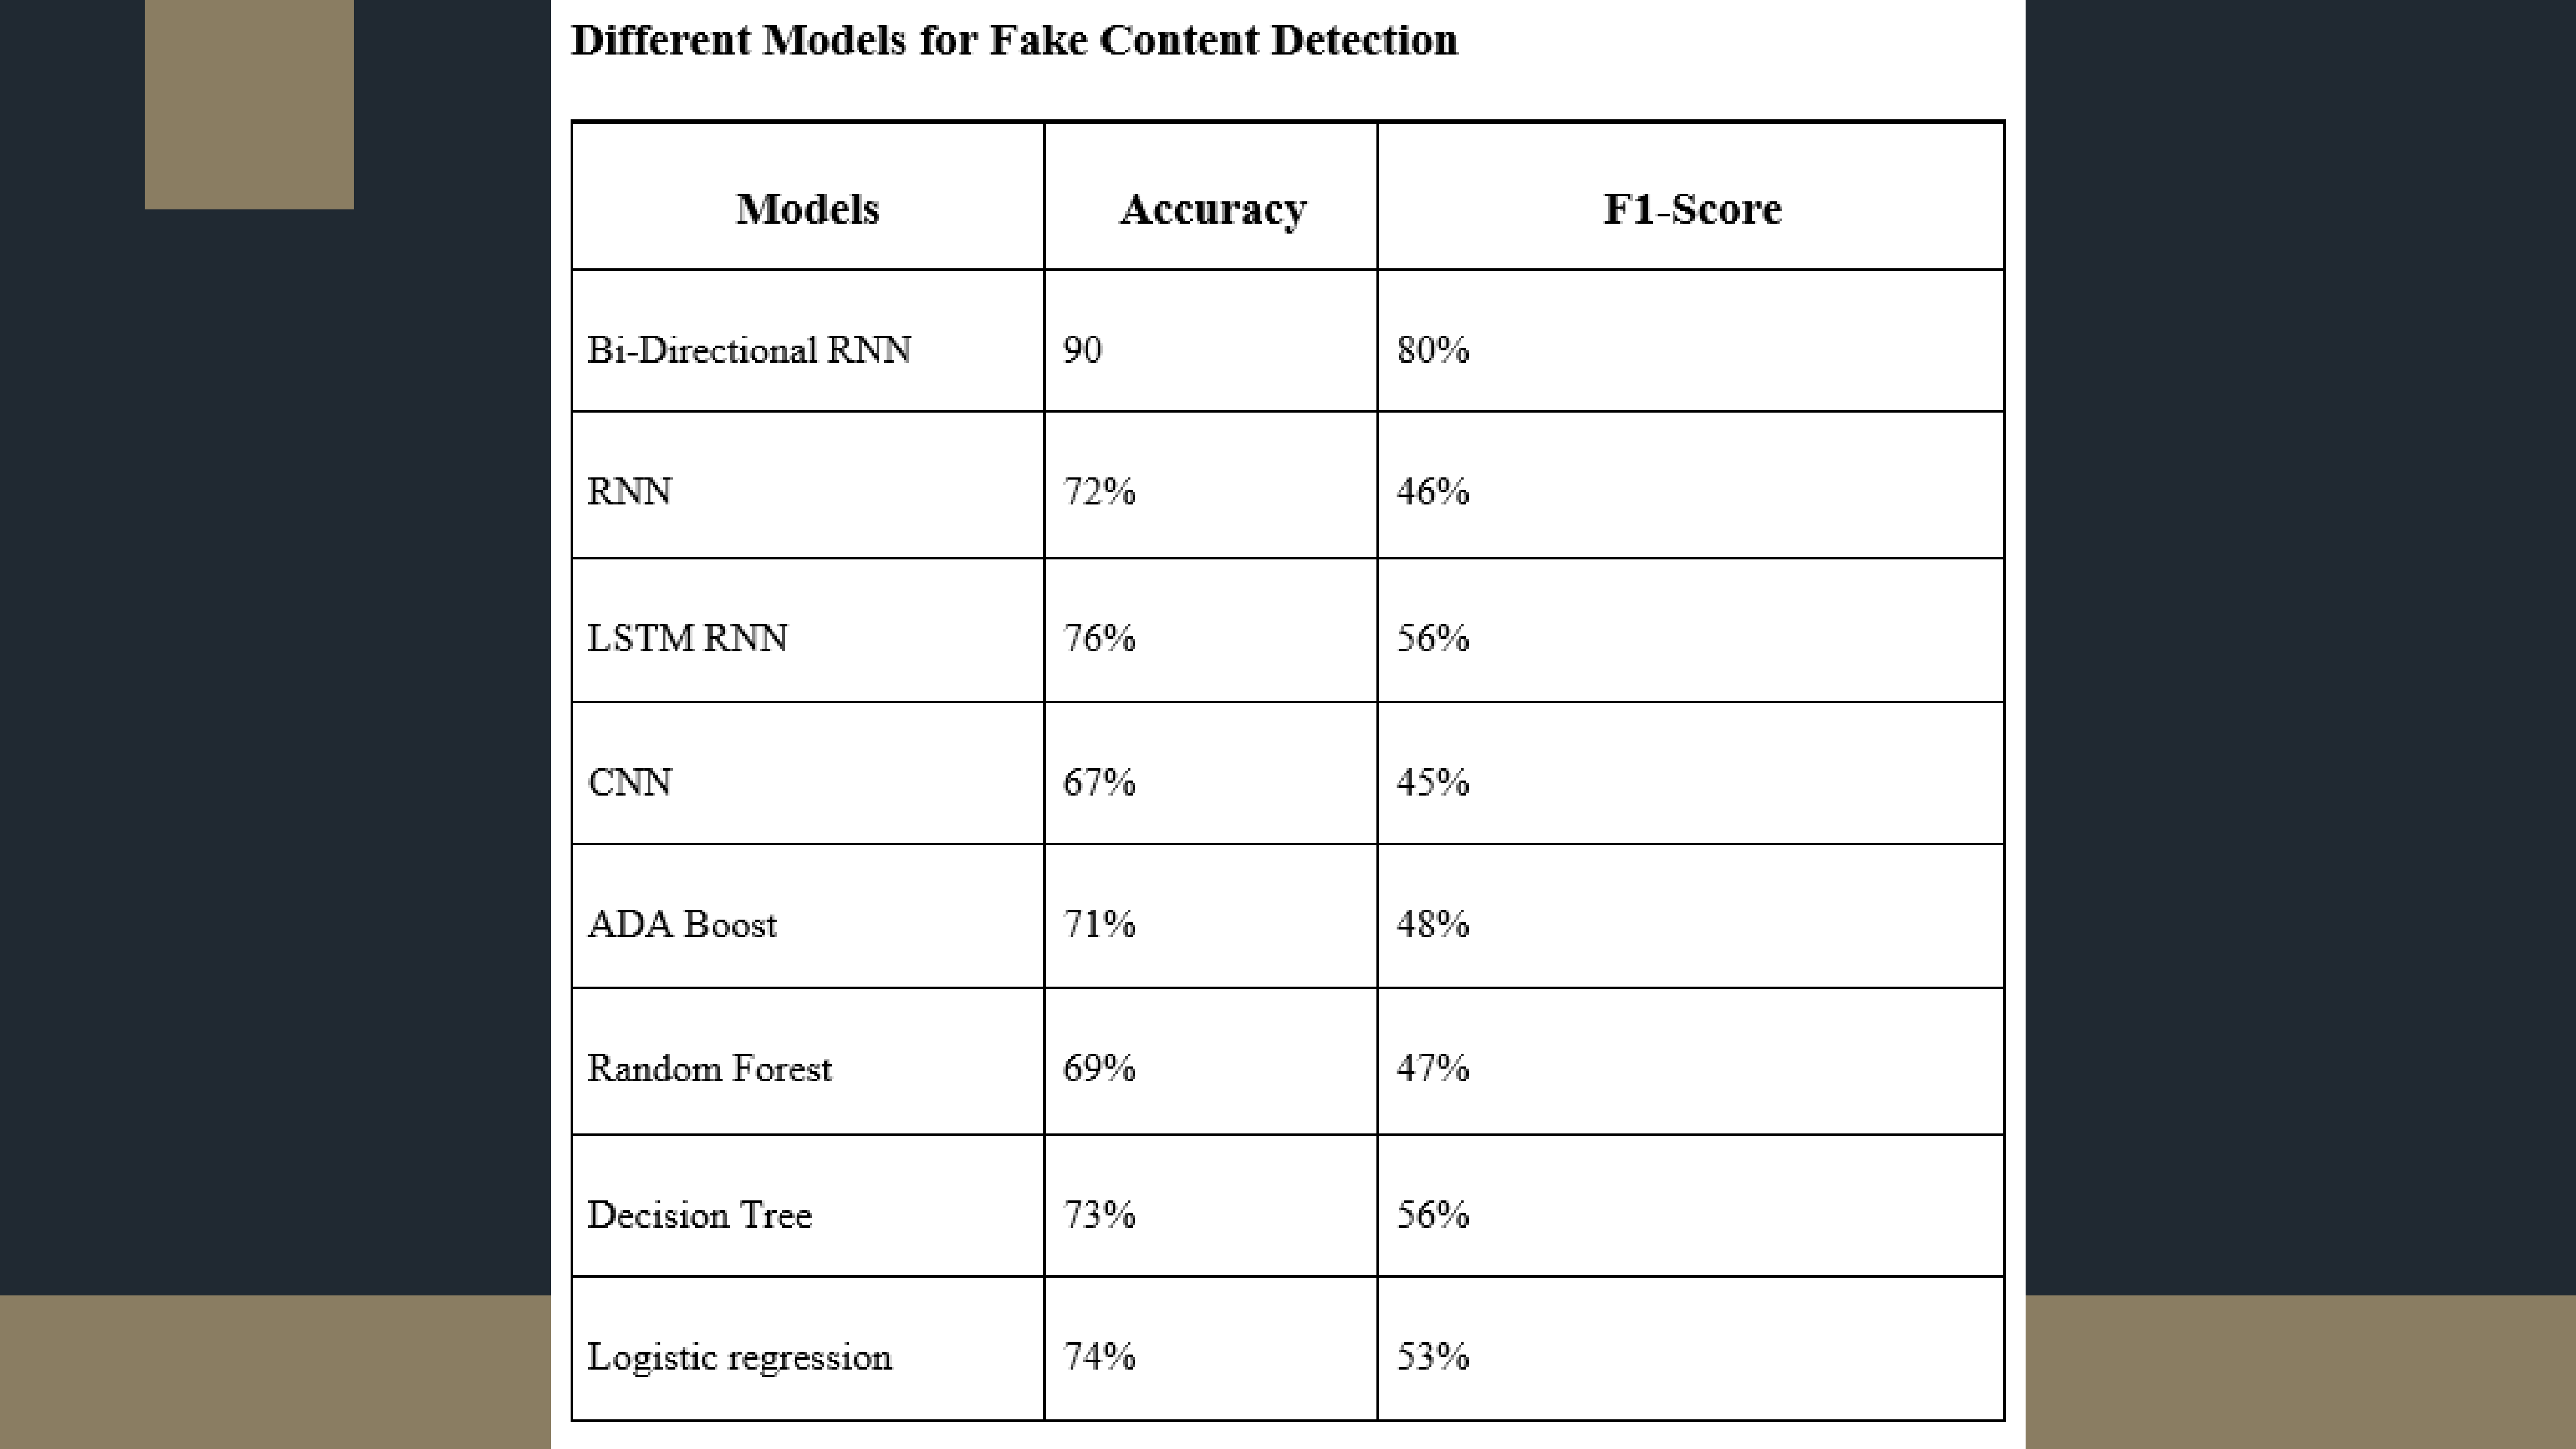 Different Models for Fake Content Detection
Models Accuracy F1-Score
Bi-Directional RNN 90 80%
RNN 72% 46%
LSTM RNN 76% 56%
CNN 67% 45%
ADA Boost 71% 48%
Random Forest 69% 47%
Decision Tree 73% 56%
Logistic regression 74% 53%